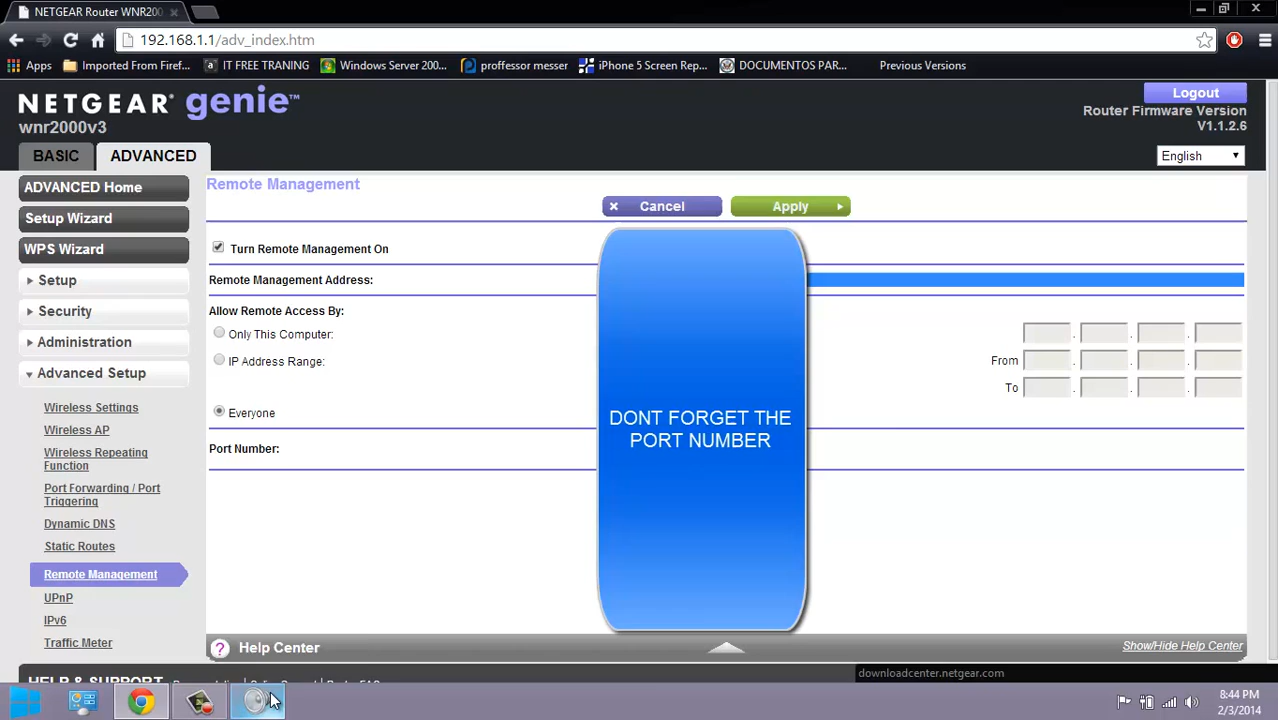 NETGEAR Router WNR200
192.168.1.1/adv_index.htm
Apps
Imported From Firef...
IT FREE TRANING
Windows Server 200...
proffessor messer
iPhone 5 Screen Rep...
DOCUMENTOS PAR...
Previous Versions
NETGEAR® genie™
wnr2000v3
Logout
Router Firmware Version
V1.1.2.6
BASIC
ADVANCED
English
ADVANCED Home
Setup Wizard
WPS Wizard
Setup
Security
Administration
Advanced Setup
Wireless Settings
Wireless AP
Wireless Repeating
Function
Port Forwarding / Port
Triggering
Dynamic DNS
Static Routes
Remote Management
UPnP
IPv6
Traffic Meter
Remote Management
Cancel
Apply
Turn Remote Management On
Remote Management Address:
Allow Remote Access By:
Only This Computer:
IP Address Range:
From
To
Everyone
Port Number:
DONT FORGET THE
PORT NUMBER
Help Center
Show/Hide Help Center
HELP & SUPPORT
downloadcenter.netgear.com
8:44 PM
2/3/2014